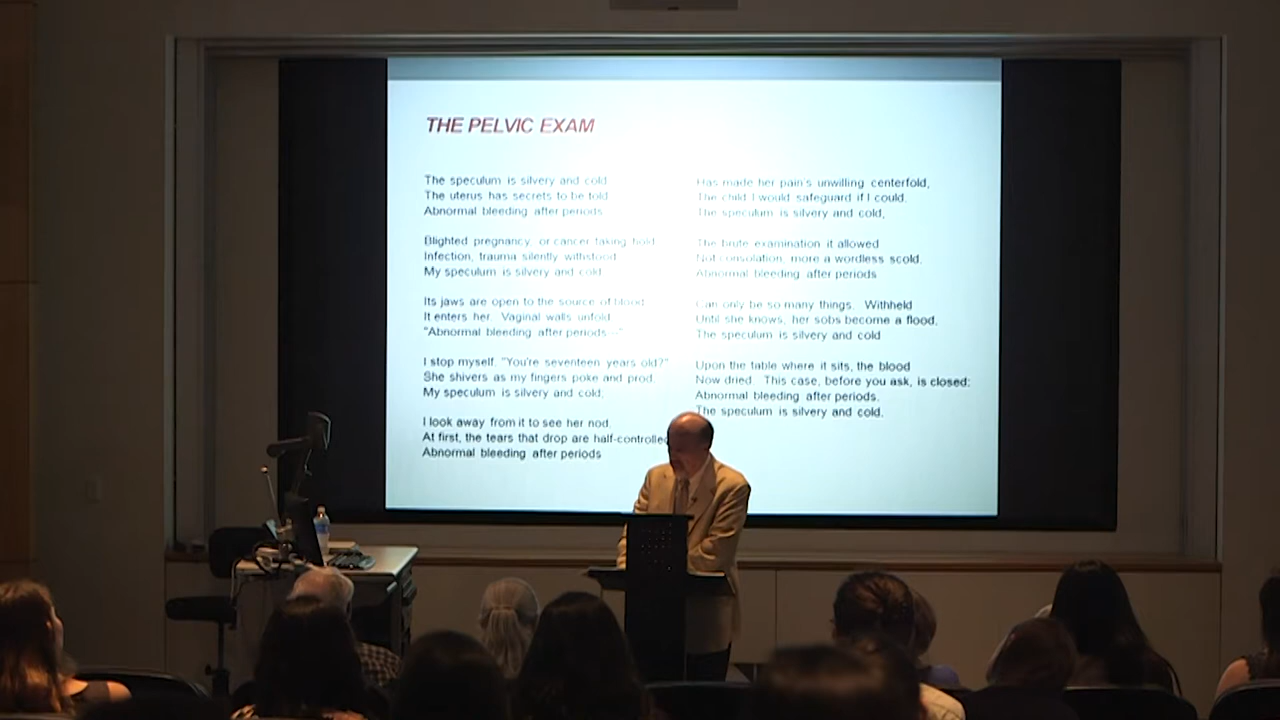 THE PELVIC EXAM
The speculum is silvery and cold
The uterus has secrets to be told
Abnormal bleeding after periods
Blighted pregnancy, or cancer taking hold
Infection, trauma silently withstood
My speculum is silvery and cold
Its jaws are open to the source of blood
It enters her. Vaginal walls unfold
"Abnormal bleeding after periods--"
I stop myself. "You're seventeen years old?"
She shivers as my fingers poke and prod.
My speculum is silvery and cold,
I look away from it to see her nod.
At first, the tears that drop are half-controlled
Abnormal bleeding after periods
Has made her pain's unwilling centerfold,
The child I would safeguard if I could.
The speculum is silvery and cold,
The brute examination it allowed
Not consolation, more a wordless scold.
Abnormal bleeding after periods
Can only be so many things. Withheld
Until she knows, her sobs become a flood.
The speculum is silvery and cold
Upon the table where it sits, the blood
Now dried. This case, before you ask, is closed:
Abnormal bleeding after periods.
The speculum is silvery and cold.